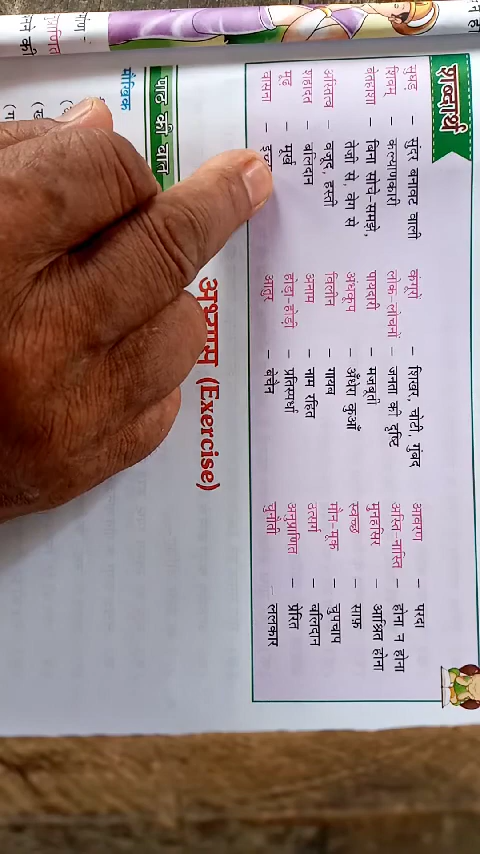 शब्दार्थ
सुघड़ – सुंदर बनावट वाली
शिवम् – कल्याणकारी
बेतहाशा – बिना सोचे-समझे,
तेजी से, वेग से
अस्तित्व – वजूद, हस्ती
शहादत – बलिदान
मूढ़ – मूर्ख
वासना –
कंगूरे – शिखर, चोटी, गुंबद
लोक-लोचनों – जनता की दृष्टि
पायदारी – मजबूती
अंधकूप – अँधेरा कुआँ
विलीन – गायब
अनाम – नाम रहित
होड़ा-होड़ी – प्रतिस्पर्धा
आतुर – बेचैन
आवरण – परदा
अस्ति-नास्ति – होना न होना
मुनहसिर – आश्रित होना
स्वच्छ – साफ़
मौन-मूक – चुपचाप
उत्सर्ग – बलिदान
अनुप्राणित – प्रेरित
चुनौती – ललकार
अभ्यास (Exercise)
पाठ की बात
मौखिक